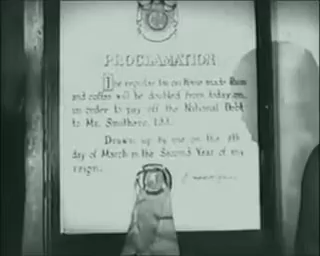 PROCLAMATION
The regular tax on Home made Rum
and coffee will be doubled from today on,
in order to pay off the National Debt
to Ms. Smithers, Ltd.
Drawn up by me on the 9th
day of March in the Second Year of my
reign.